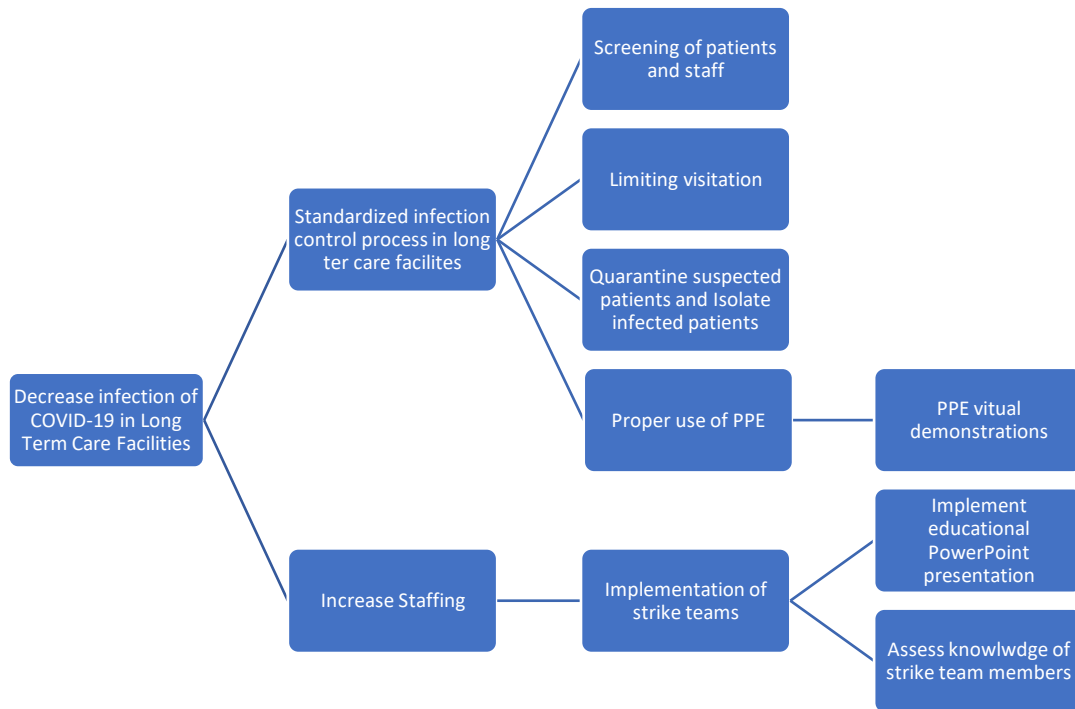 Screening of patients
and staff
Limiting visitation
Standardized infection
control process in long
ter care facilites
Quarantine suspected
patients and Isolate
infected patients
Decrease infection of
COVID-19 in Long
Term Care Facilities
Proper use of PPE
PPE vitual
demonstrations
Increase Staffing
Implementation of
strike teams
Implement
educational
PowerPoint
presentation
Assess knowlwdge of
strike team members